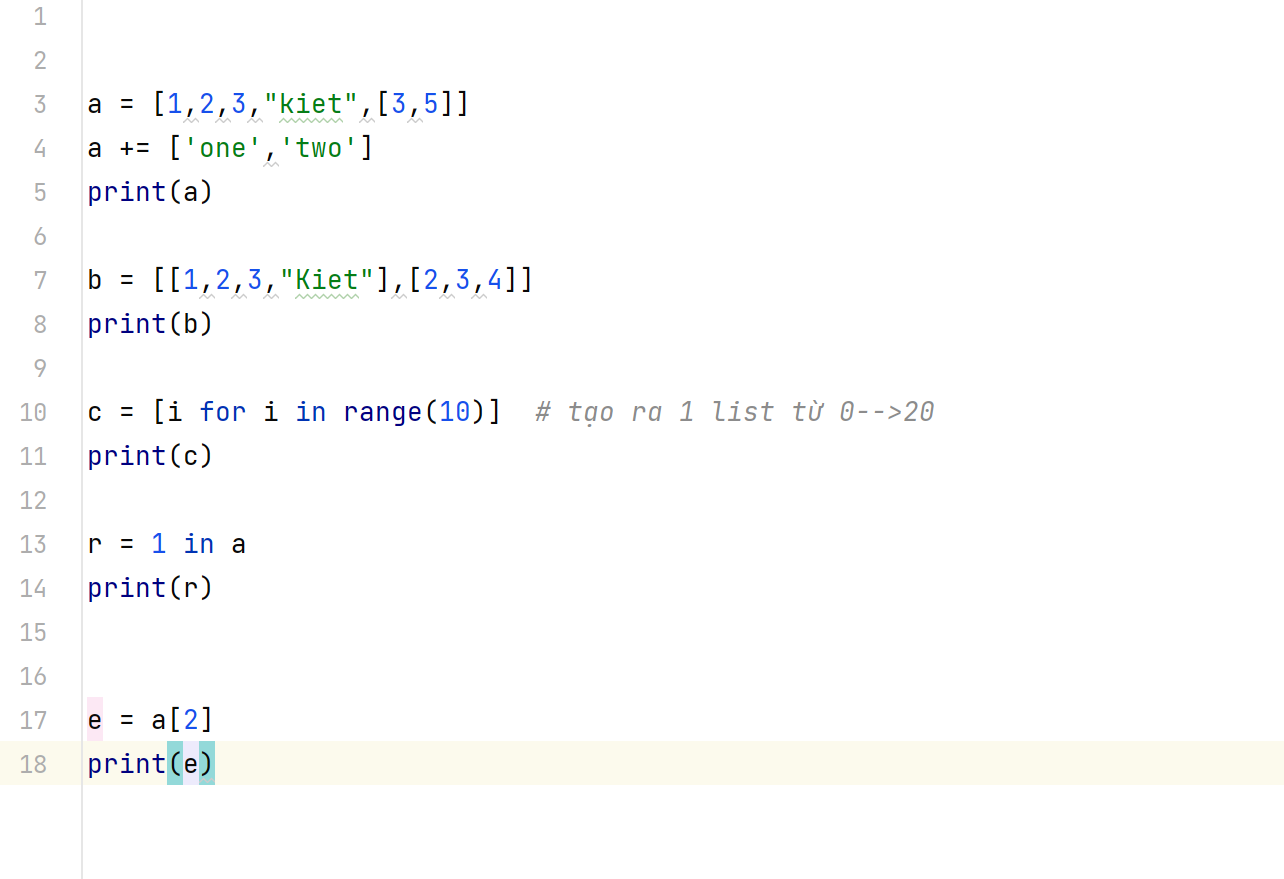 1
2
3 a = [1,2,3,"kiet",[3,5]]
4 a += ['one','two']
5 print(a)
6
7 b = [[1,2,3,"Kiet"],[2,3,4]]
8 print(b)
9
10 c = [i for i in range(10)]  # tạo ra 1 list từ 0-->20
11 print(c)
12
13 r = 1 in a
14 print(r)
15
16
17 e = a[2]
18 print(e)